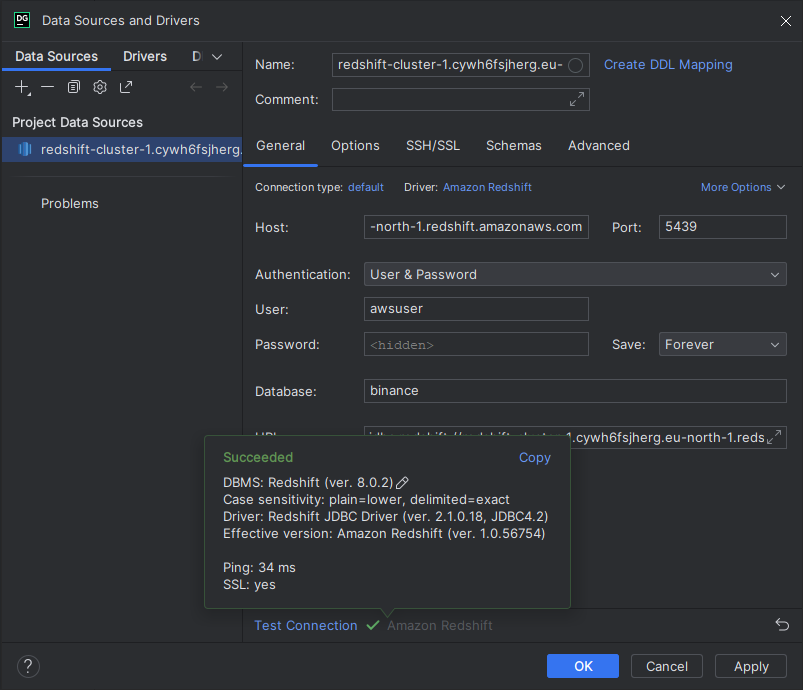 DG Data Sources and Drivers
Data Sources Drivers D
Project Data Sources
redshift-cluster-1.cywh6fsjherg.
Problems
Name: redshift-cluster-1.cywh6fsjherg.eu- Create DDL Mapping
Comment:
General Options SSH/SSL Schemas Advanced
Connection type: default Driver: Amazon Redshift More Options
Host: -north-1.redshift.amazonaws.com Port: 5439
Authentication: User & Password
User: awsuser
Password: <hidden> Save: Forever
Database: binance
-1.cywh6fsjherg.eu-north-1.reds
Succeeded Copy
DBMS: Redshift (ver. 8.0.2)
Case sensitivity: plain=lower, delimited=exact
Driver: Redshift JDBC Driver (ver. 2.1.0.18, JDBC4.2)
Effective version: Amazon Redshift (ver. 1.0.56754)
Ping: 34 ms
SSL: yes
Test Connection Amazon Redshift
? OK Cancel Apply